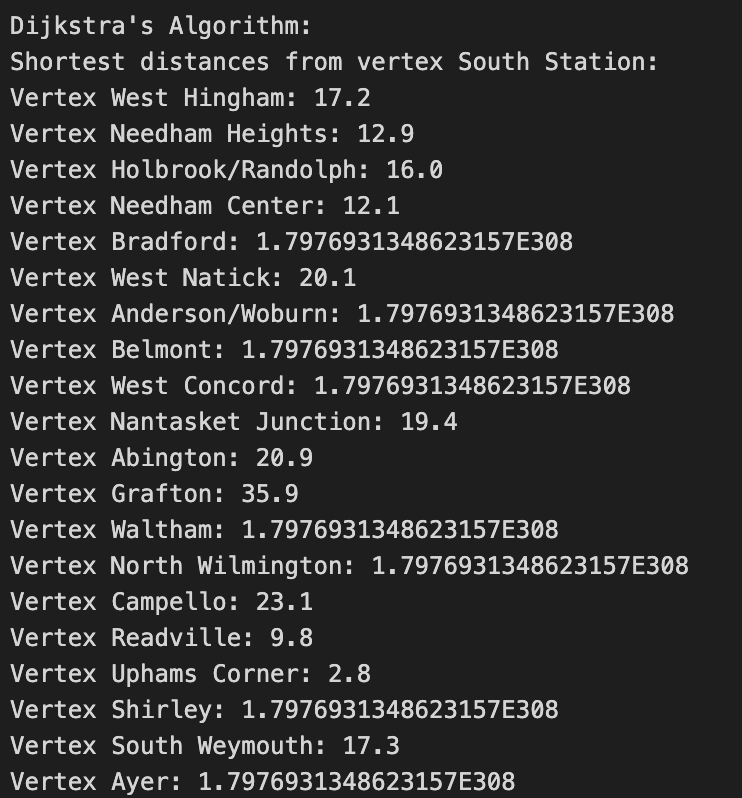 Dijkstra's Algorithm:
Shortest distances from vertex South Station:
Vertex West Hingham: 17.2
Vertex Needham Heights: 12.9
Vertex Holbrook/Randolph: 16.0
Vertex Needham Center: 12.1
Vertex Bradford: 1.7976931348623157E308
Vertex West Natick: 20.1
Vertex Anderson/Woburn: 1.7976931348623157E308
Vertex Belmont: 1.7976931348623157E308
Vertex West Concord: 1.7976931348623157E308
Vertex Nantasket Junction: 19.4
Vertex Abington: 20.9
Vertex Grafton: 35.9
Vertex Waltham: 1.7976931348623157E308
Vertex North Wilmington: 1.7976931348623157E308
Vertex Campello: 23.1
Vertex Readville: 9.8
Vertex Uphams Corner: 2.8
Vertex Shirley: 1.7976931348623157E308
Vertex South Weymouth: 17.3
Vertex Ayer: 1.7976931348623157E308